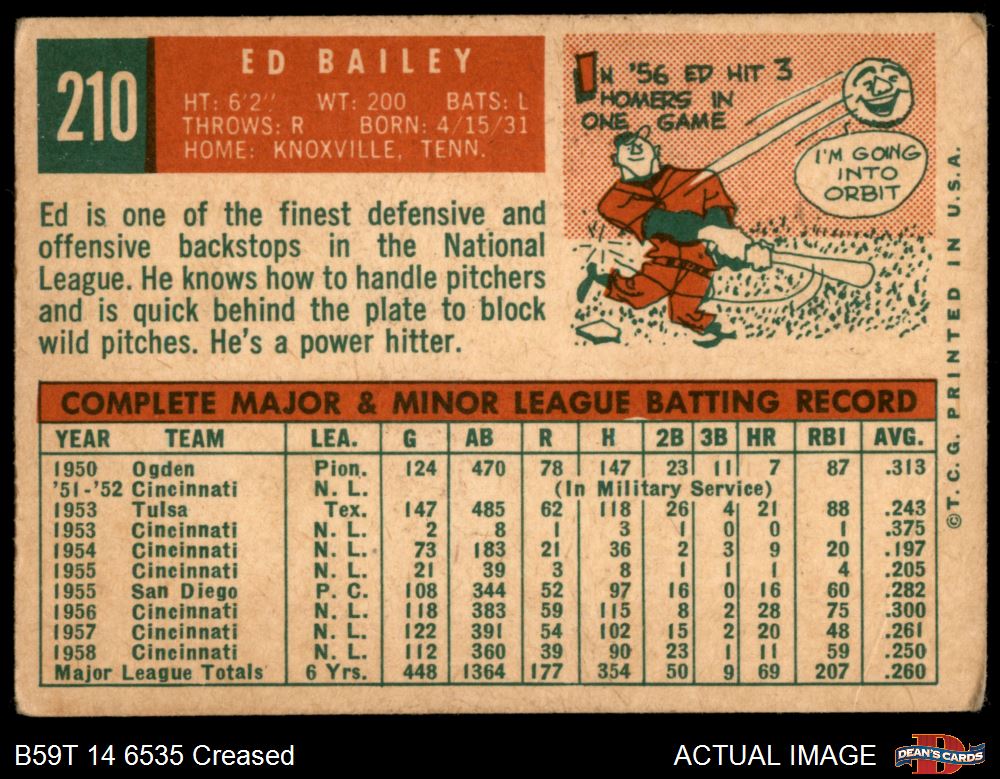 210
ED BAILEY
HT: 6'2" WT: 200 BATS: L
THROWS: R BORN: 4/15/31
HOME: KNOXVILLE, TENN.
IN '56 ED HIT 3
HOMERS IN
ONE GAME
I'M GOING
INTO
ORBIT
Ed is one of the finest defensive and
offensive backstops in the National
League. He knows how to handle pitchers
and is quick behind the plate to block
wild pitches. He's a power hitter.
COMPLETE MAJOR & MINOR LEAGUE BATTING RECORD
YEAR TEAM LEA. G AB R H 2B 3B HR RBI AVG.
1950 Ogden Pion. 124 470 78 147 23 11 7 87 .313
'51-'52 Cincinnati N. L. (In Military Service)
1953 Tulsa Tex. 147 485 62 118 26 4 21 88 .243
1953 Cincinnati N. L. 2 8 1 3 1 0 0 1 .375
1954 Cincinnati N. L. 73 183 21 36 2 3 9 20 .197
1955 Cincinnati N. L. 21 39 3 8 1 1 1 4 .205
1955 San Diego P. C. 108 344 52 97 16 0 16 60 .282
1956 Cincinnati N. L. 118 383 59 115 8 2 28 75 .300
1957 Cincinnati N. L. 122 391 54 102 15 2 20 48 .261
1958 Cincinnati N. L. 112 360 39 90 23 1 11 59 .250
Major League Totals 6 Yrs. 448 1364 177 354 50 9 69 207 .260
© T. C. G. PRINTED IN U.S.A.
B59T 14 6535 Creased
ACTUAL IMAGE
D
DEAN'S CARDS